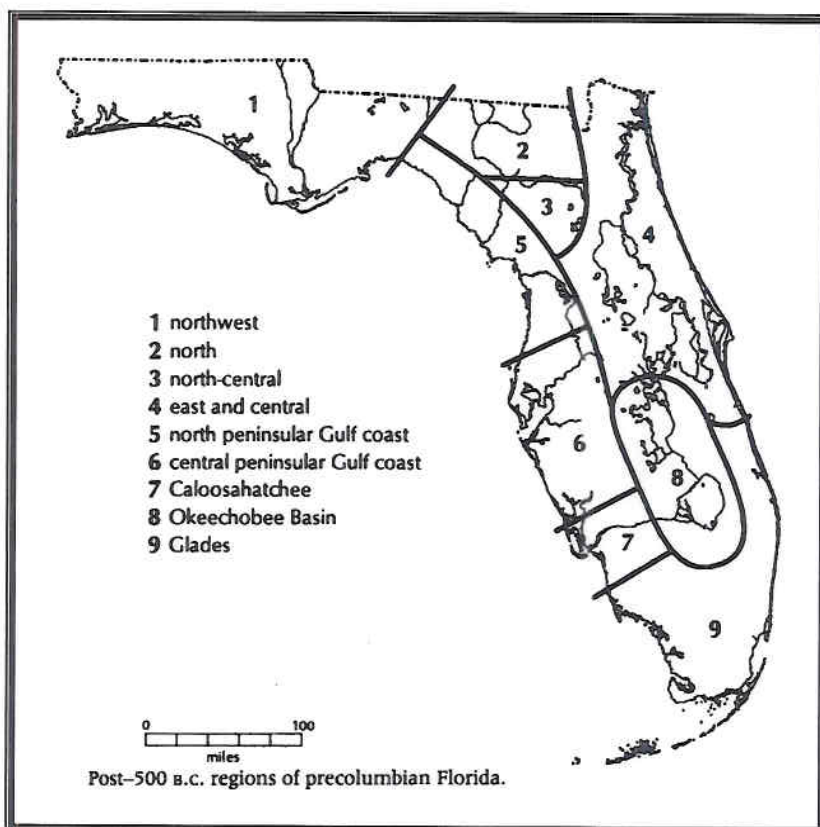 1
2
3
4
5
1 northwest
2 north
3 north-central
4 east and central
5 north peninsular Gulf coast
6 central peninsular Gulf coast
7 Caloosahatchee
8 Okeechobee Basin
9 Glades
6
8
7
9
0 100
miles
Post–500 B.C. regions of precolumbian Florida.